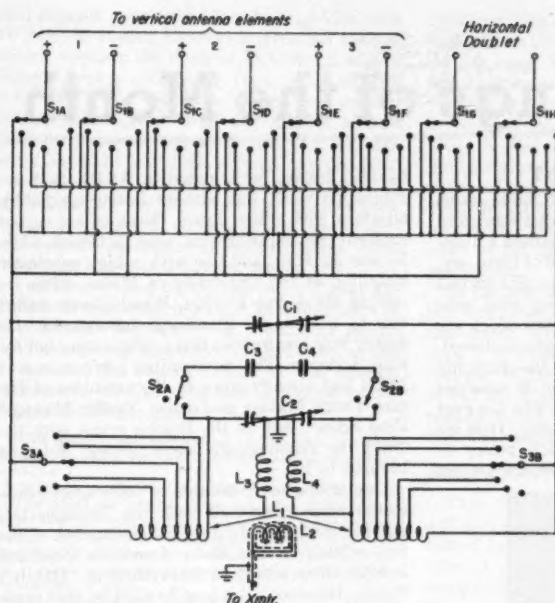 To vertical antenna elements
Horizontal
Doublet
+ 1 − + 2 − + 3 −
S1A S1B S1C S1D S1E S1F S1G S1H
C1
C3 C4
S2A S2B
C2
S3A S3B
L3 L4
L1
L2
To Xmtr.